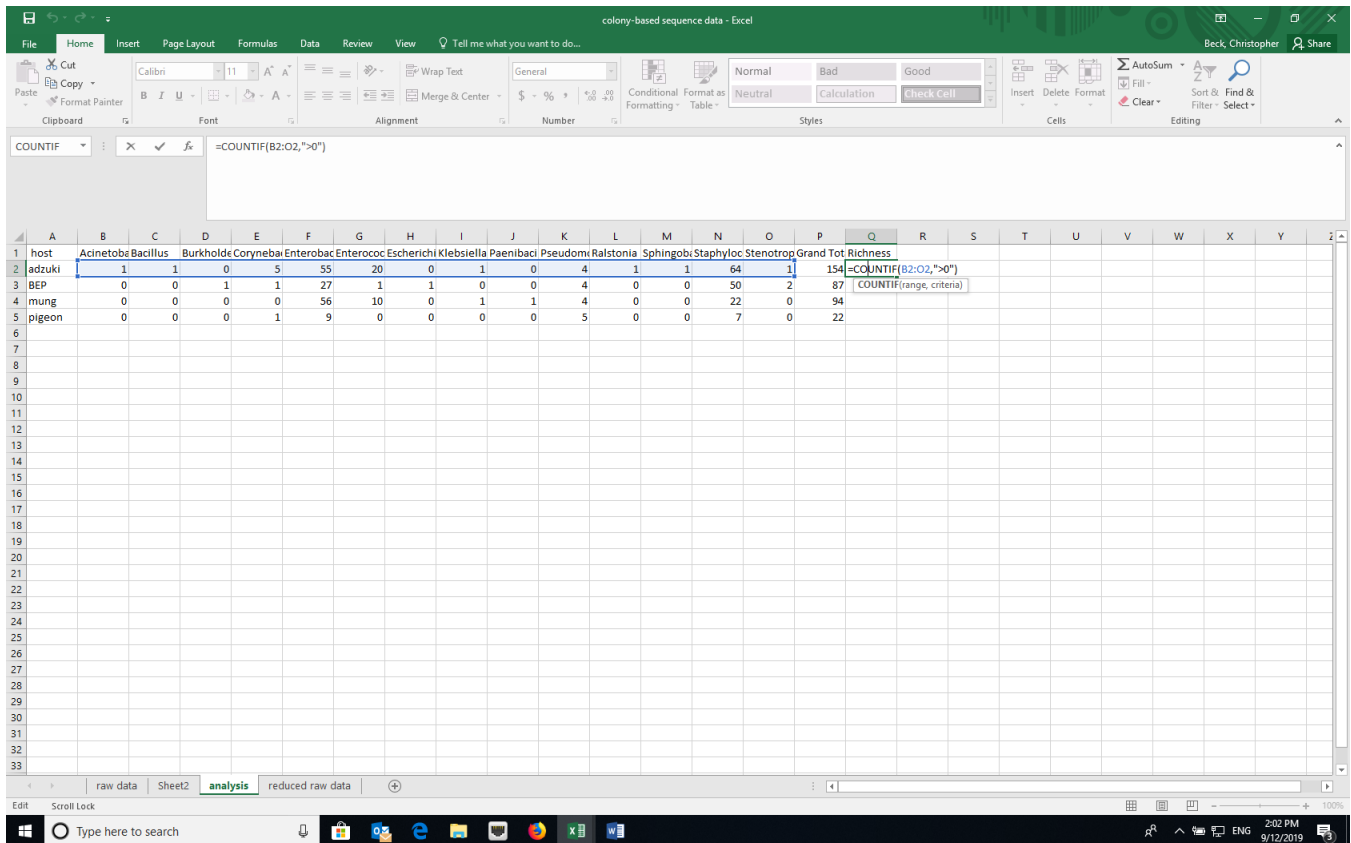 colony-based sequence data - Excel
File Home Insert Page Layout Formulas Data Review View Tell me what you want to do... Beck, Christopher Share
Paste Cut Copy Format Painter Clipboard
Calibri 11 A A B I U A Font
Wrap Text Merge & Center Alignment
General $ % , .0 .00 .00 .0 Number
Conditional Formatting Format as Table Normal Bad Good Neutral Calculation Check Cell Styles
Insert Delete Format Cells
AutoSum Fill Clear Sort & Filter Find & Select Editing
COUNTIF fx =COUNTIF(B2:O2,">0")
A B C D E F G H I J K L M N O P Q R S T U V W X Y Z
1 host Acinetoba Bacillus Burkholde Corynebac Enterobac Enterococ Escherichi Klebsiella Paenibaci Pseudomo Ralstonia Sphingoba Staphyloc Stenotrop Grand Tot Richness
2 adzuki 1 1 0 5 55 20 0 1 0 4 1 1 64 1 154 =COUNTIF(B2:O2,">0")
3 BEP 0 0 1 1 27 1 1 0 0 4 0 0 50 2 87 COUNTIF(range, criteria)
4 mung 0 0 0 0 56 10 0 1 1 4 0 0 22 0 94
5 pigeon 0 0 0 1 9 0 0 0 0 5 0 0 7 0 22
6
7
8
9
10
11
12
13
14
15
16
17
18
19
20
21
22
23
24
25
26
27
28
29
30
31
32
33
raw data Sheet2 analysis reduced raw data
Edit Scroll Lock 100%
Type here to search ENG 2:02 PM
9/12/2019 3